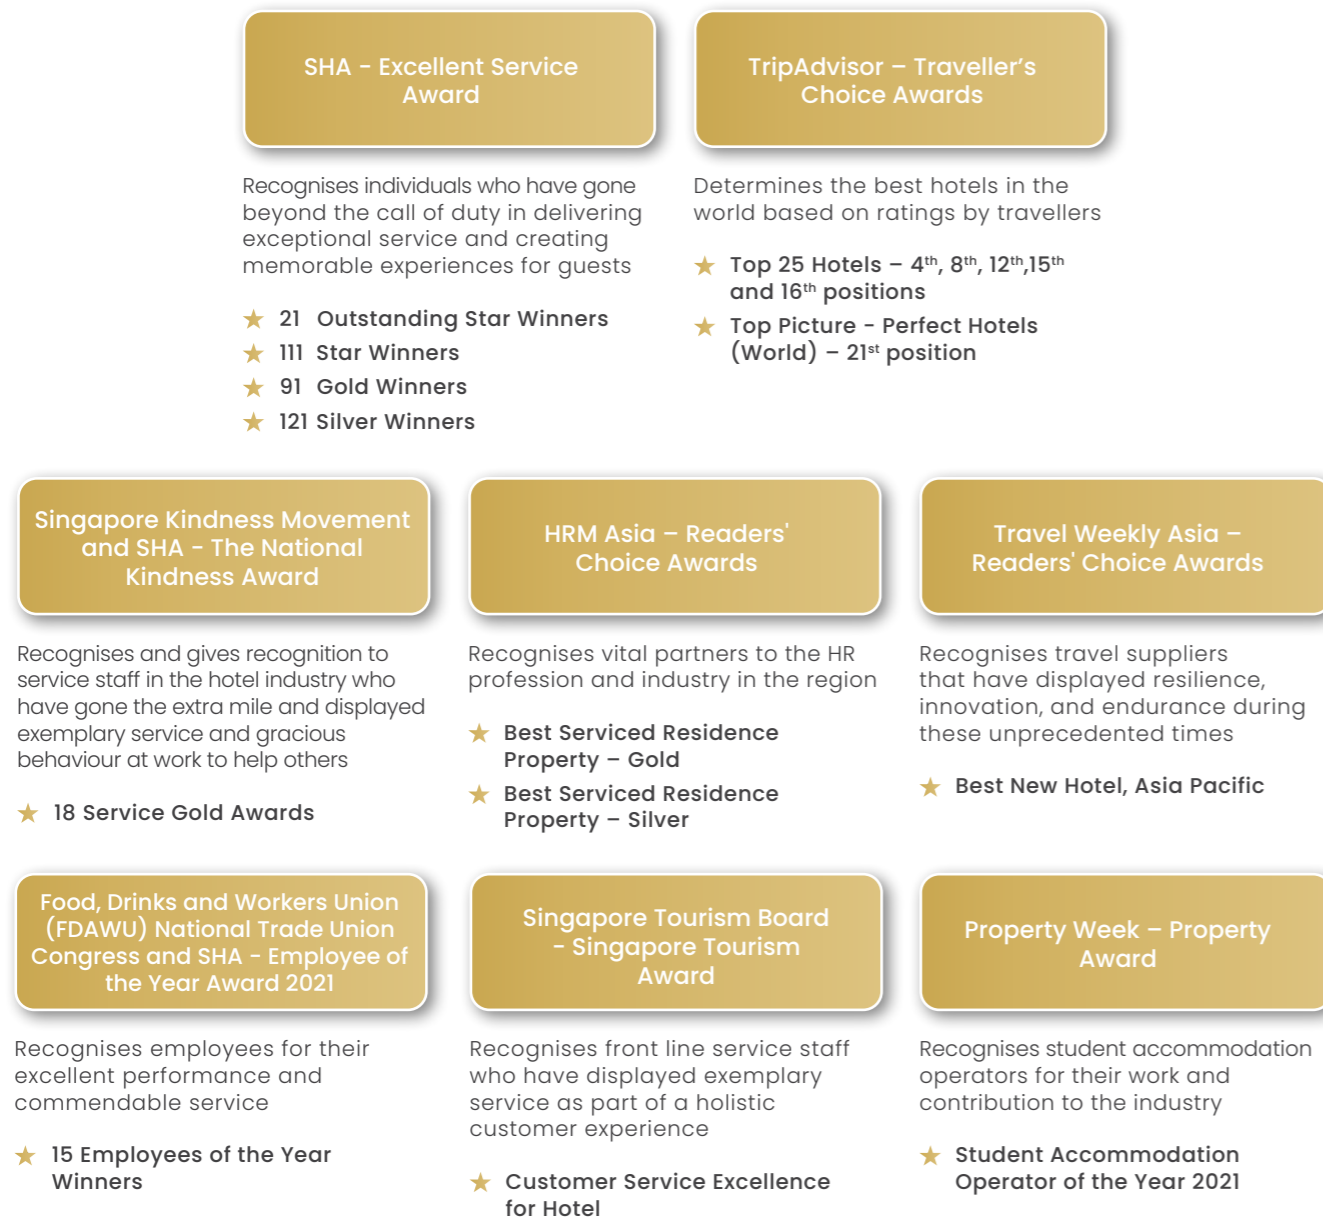 SHA - Excellent Service
Award
Recognises individuals who have gone
beyond the call of duty in delivering
exceptional service and creating
memorable experiences for guests
21 Outstanding Star Winners
111 Star Winners
91 Gold Winners
121 Silver Winners
TripAdvisor – Traveller’s
Choice Awards
Determines the best hotels in the
world based on ratings by travellers
Top 25 Hotels – 4th, 8th, 12th,15th
and 16th positions
Top Picture - Perfect Hotels
(World) – 21st position
Singapore Kindness Movement
and SHA - The National
Kindness Award
Recognises and gives recognition to
service staff in the hotel industry who
have gone the extra mile and displayed
exemplary service and gracious
behaviour at work to help others
18 Service Gold Awards
HRM Asia – Readers'
Choice Awards
Recognises vital partners to the HR
profession and industry in the region
Best Serviced Residence
Property – Gold
Best Serviced Residence
Property – Silver
Travel Weekly Asia –
Readers' Choice Awards
Recognises travel suppliers
that have displayed resilience,
innovation, and endurance during
these unprecedented times
Best New Hotel, Asia Pacific
Food, Drinks and Workers Union
(FDAWU) National Trade Union
Congress and SHA - Employee of
the Year Award 2021
Recognises employees for their
excellent performance and
commendable service
15 Employees of the Year
Winners
Singapore Tourism Board
- Singapore Tourism
Award
Recognises front line service staff
who have displayed exemplary
service as part of a holistic
customer experience
Customer Service Excellence
for Hotel
Property Week – Property
Award
Recognises student accommodation
operators for their work and
contribution to the industry
Student Accommodation
Operator of the Year 2021